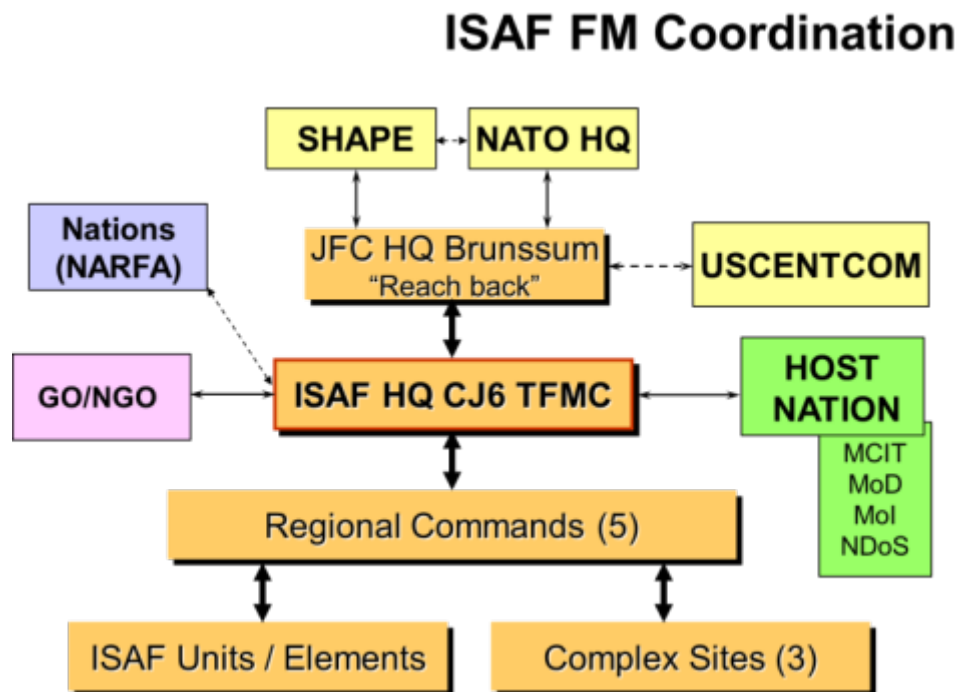 ISAF FM Coordination
SHAPE
NATO HQ
Nations
(NARFA)
JFC HQ Brunssum
“Reach back”
USCENTCOM
GO/NGO
ISAF HQ CJ6 TFMC
HOST
NATION
MCIT
MoD
MoI
NDoS
Regional Commands (5)
ISAF Units / Elements
Complex Sites (3)